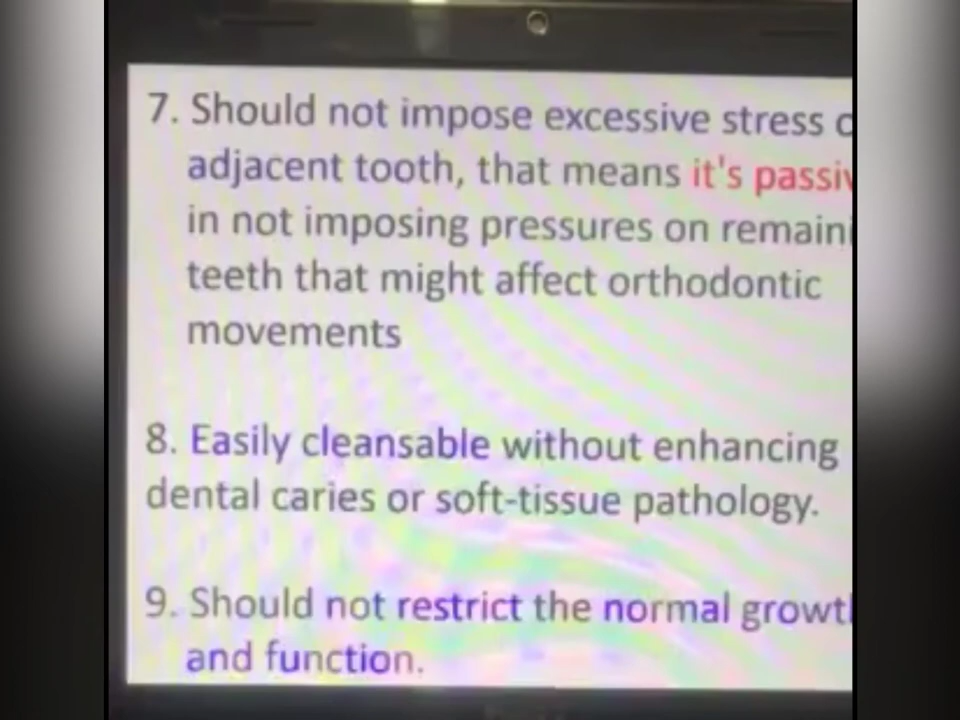 7. Should not impose excessive stress
adjacent tooth, that means it's
in not imposing pressures on
teeth that might affect orthodontic
movements
8. Easily cleansable without enhancing
dental caries or soft-tissue pathology.
9. Should not restrict the normal
and function.